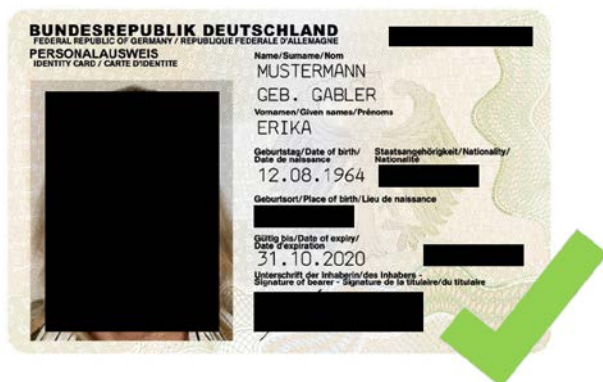 BUNDESREPUBLIK DEUTSCHLAND
FEDERAL REPUBLIC OF GERMANY / REPUBLIQUE FEDERALE D'ALLEMAGNE
PERSONALAUSWEIS
IDENTITY CARD / CARTE D'IDENTITE
Name/Surname/Nom
MUSTERMANN
GEB. GABLER
Vornamen/Given names/Prénoms
ERIKA
Geburtstag/Date of birth/
Date de naissance
Staatsangehörigkeit/Nationality/
Nationalité
12.08.1964
Geburtsort/Place of birth/Lieu de naissance
Gültig bis/Date of expiry/
Date d'expiration
31.10.2020
Unterschrift der Inhaberin/des Inhabers -
Signature of bearer - Signature de la titulaire/du titulaire